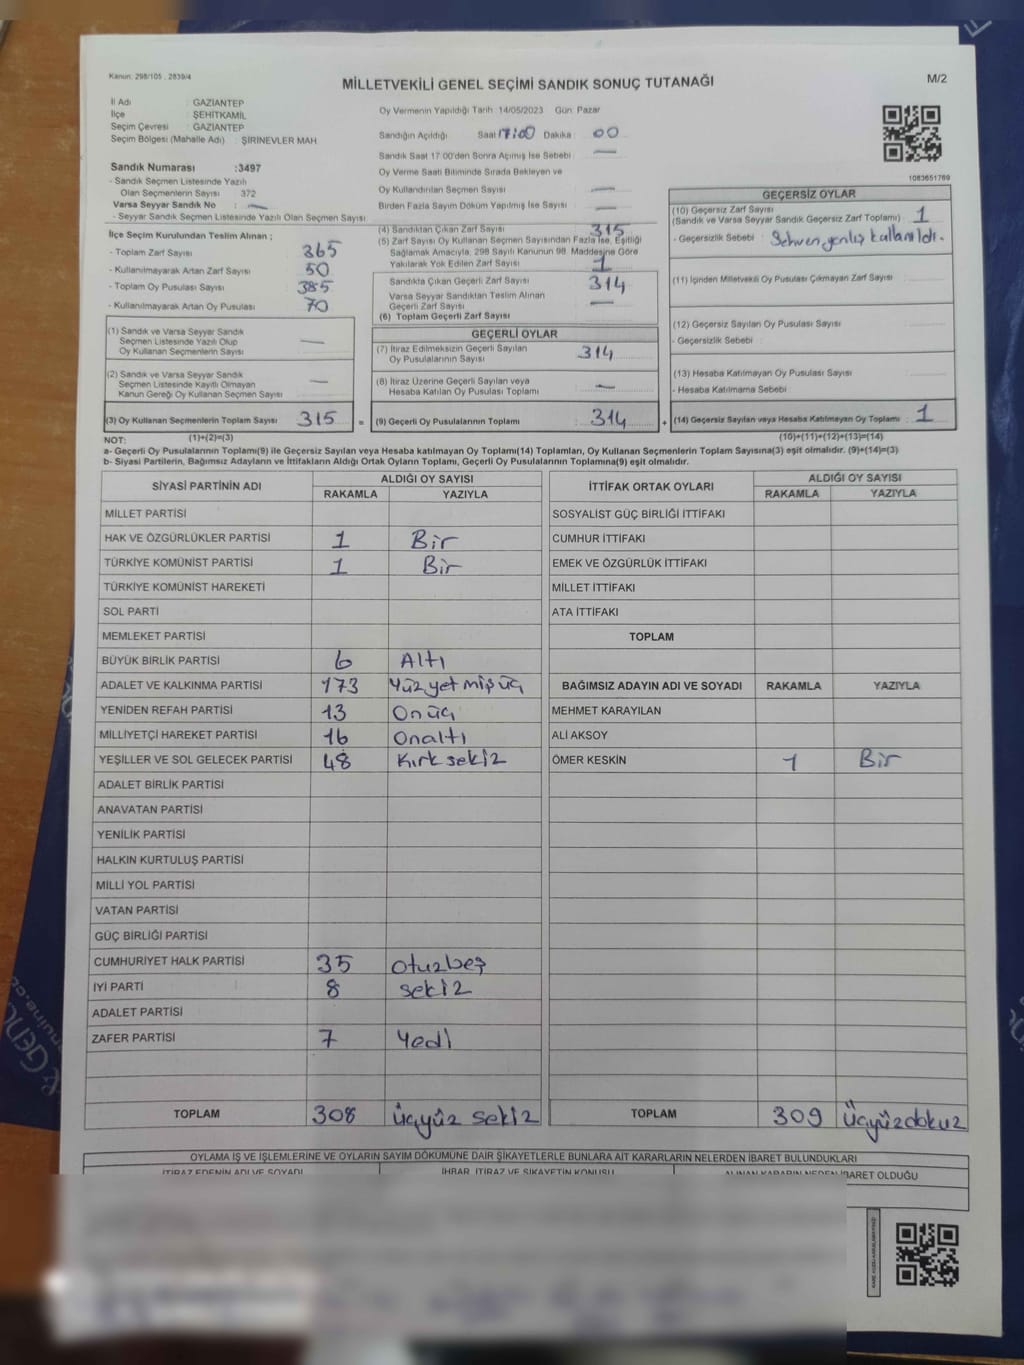 Kanun. 298/105 , 2839/4
MİLLETVEKİLİ GENEL SEÇİMİ SANDIK SONUÇ TUTANAĞI
M/2
İl Adı : GAZİANTEP
İlçe : ŞEHİTKAMİL
Seçim Çevresi : GAZİANTEP
Seçim Bölgesi (Mahalle Adı) : ŞİRİNEVLER MAH.
Sandık Numarası :3497
- Sandık Seçmen Listesinde Yazılı
Olan Seçmenlerin Sayısı 372
Varsa Seyyar Sandık No : —
- Seyyar Sandık Seçmen Listesinde Yazılı Olan Seçmen Sayısı
Oy Vermenin Yapıldığı Tarih :14/05/2023 Gün: Pazar
Sandığın Açıldığı Saat 17:00 Dakika : 00
Sandık Saat 17:00'den Sonra Açılmış İse Sebebi : —
Oy Verme Saati Bitiminde Sırada Bekleyen ve
Oy Kullandırılan Seçmen Sayısı : —
Birden Fazla Sayım Döküm Yapılmış İse Sayısı : —
1083651769
İlçe Seçim Kurulundan Teslim Alınan ;
- Toplam Zarf Sayısı : 365
- Kullanılmayarak Artan Zarf Sayısı : 50
- Toplam Oy Pusulası Sayısı : 385
- Kullanılmayarak Artan Oy Pusulası : 70
(1) Sandık ve Varsa Seyyar Sandık
Seçmen Listesinde Yazılı Olup
Oy Kullanan Seçmenlerin Sayısı —
(2) Sandık ve Varsa Seyyar Sandık
Seçmen Listesinde Kayıtlı Olmayan
Kanun Gereği Oy Kullanan Seçmen Sayısı —
(3) Oy Kullanan Seçmenlerin Toplam Sayısı : 315
(1)+(2)=(3)
(4) Sandıktan Çıkan Zarf Sayısı : 315
(5) Zarf Sayısı Oy Kullanan Seçmen Sayısından Fazla İse, Eşitliği
Sağlamak Amacıyla, 298 Sayılı Kanunun 98. Maddesine Göre
Yakılarak Yok Edilen Zarf Sayısı : 1
Sandıkta Çıkan Geçerli Zarf Sayısı : 314
Varsa Seyyar Sandıktan Teslim Alınan
Geçerli Zarf Sayısı : —
(6) Toplam Geçerli Zarf Sayısı :
GEÇERLİ OYLAR
(7) İtiraz Edilmeksizin Geçerli Sayılan
Oy Pusulalarının Sayısı : 314
(8) İtiraz Üzerine Geçerli Sayılan veya
Hesaba Katılan Oy Pusulası Toplamı : —
= (9) Geçerli Oy Pusulalarının Toplamı : 314 +
GEÇERSİZ OYLAR
(10) Geçersiz Zarf Sayısı
(Sandık ve Varsa Seyyar Sandık Geçersiz Zarf Toplamı) : 1
- Geçersizlik Sebebi : Sehven yanlış kullanıldı.
(11) İçinden Milletvekili Oy Pusulası Çıkmayan Zarf Sayısı :
(12) Geçersiz Sayılan Oy Pusulası Sayısı :
- Geçersizlik Sebebi :
(13) Hesaba Katılmayan Oy Pusulası Sayısı :
- Hesaba Katılmama Sebebi
(14) Geçersiz Sayılan veya Hesaba Katılmayan Oy Toplamı : 1
(10)+(11)+(12)+(13)=(14)
NOT:
a- Geçerli Oy Pusulalarının Toplamı(9) ile Geçersiz Sayılan veya Hesaba katılmayan Oy Toplamı(14) Toplamları, Oy Kullanan Seçmenlerin Toplam Sayısına(3) eşit olmalıdır. (9)+(14)=(3)
b- Siyasi Partilerin, Bağımsız Adayların ve İttifakların Aldığı Ortak Oyların Toplamı, Geçerli Oy Pusulalarının Toplamına(9) eşit olmalıdır.
SİYASİ PARTİNİN ADI ALDIĞI OY SAYISI
RAKAMLA YAZIYLA
MİLLET PARTİSİ
HAK VE ÖZGÜRLÜKLER PARTİSİ 1 Bir
TÜRKİYE KOMÜNİST PARTİSİ 1 Bir
TÜRKİYE KOMÜNİST HAREKETİ
SOL PARTİ
MEMLEKET PARTİSİ
BÜYÜK BİRLİK PARTİSİ 6 Altı
ADALET VE KALKINMA PARTİSİ 173 Yüz yetmiş üç
YENİDEN REFAH PARTİSİ 13 Onüç
MİLLİYETÇİ HAREKET PARTİSİ 16 Onaltı
YEŞİLLER VE SOL GELECEK PARTİSİ 48 Kırk sekiz
ADALET BİRLİK PARTİSİ
ANAVATAN PARTİSİ
YENİLİK PARTİSİ
HALKIN KURTULUŞ PARTİSİ
MİLLİ YOL PARTİSİ
VATAN PARTİSİ
GÜÇ BİRLİĞİ PARTİSİ
CUMHURİYET HALK PARTİSİ 35 otuzbeş
İYİ PARTİ 8 sekiz
ADALET PARTİSİ
ZAFER PARTİSİ 7 Yedi
TOPLAM 308 üçyüz sekiz
İTTİFAK ORTAK OYLARI ALDIĞI OY SAYISI
RAKAMLA YAZIYLA
SOSYALİST GÜÇ BİRLİĞİ İTTİFAKI
CUMHUR İTTİFAKI
EMEK VE ÖZGÜRLÜK İTTİFAKI
MİLLET İTTİFAKI
ATA İTTİFAKI
TOPLAM
BAĞIMSIZ ADAYIN ADI VE SOYADI RAKAMLA YAZIYLA
MEHMET KARAYILAN
ALİ AKSOY
ÖMER KESKİN 1 Bir
TOPLAM 309 Üçyüzdokuz
OYLAMA İŞ VE İŞLEMLERİNE VE OYLARIN SAYIM DÖKÜMÜNE DAİR ŞİKAYETLERLE BUNLARA AİT KARARLARIN NELERDEN İBARET BULUNDUKLARI
İTİRAZ EDENİN ADI VE SOYADI İHBAR, İTİRAZ VE ŞİKAYETİN KONUSU ALINAN KARARIN NEDEN İBARET OLDUĞU